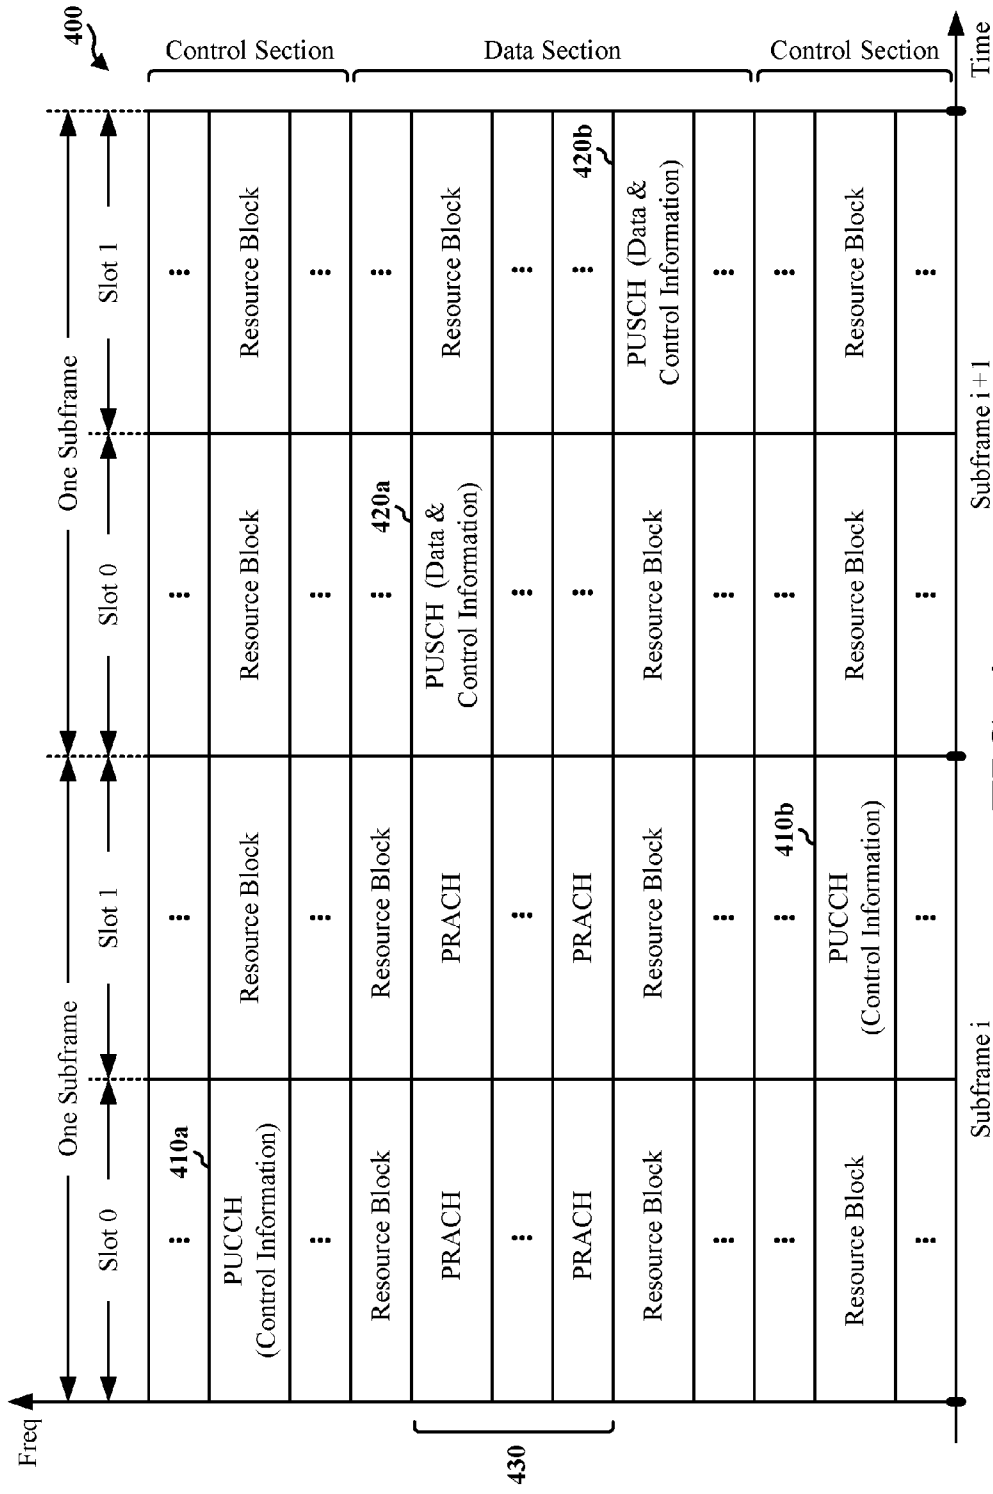 400
Freq
One Subframe
One Subframe
Slot 0
Slot 1
Slot 0
Slot 1
410a
...
...
...
...
Control Section
PUCCH
(Control Information)
Resource Block
Resource Block
Resource Block
...
...
...
...
420a
Resource Block
Resource Block
...
...
430
PRACH
PRACH
PUSCH (Data &
Control Information)
Resource Block
Data Section
...
...
...
...
PRACH
PRACH
...
...
420b
Resource Block
Resource Block
Resource Block
PUSCH (Data &
Control Information)
...
...
...
...
410b
...
...
...
...
Control Section
Resource Block
PUCCH
(Control Information)
Resource Block
Resource Block
...
...
...
...
Subframe i
Subframe i + 1
Time